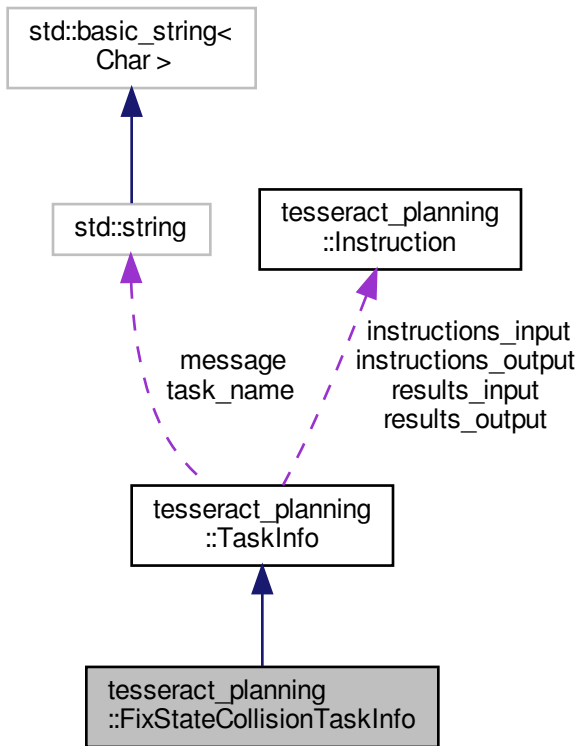 std::basic_string<
Char >
std::string
tesseract_planning
::Instruction
message
task_name
instructions_input
instructions_output
results_input
results_output
tesseract_planning
::TaskInfo
tesseract_planning
::FixStateCollisionTaskInfo